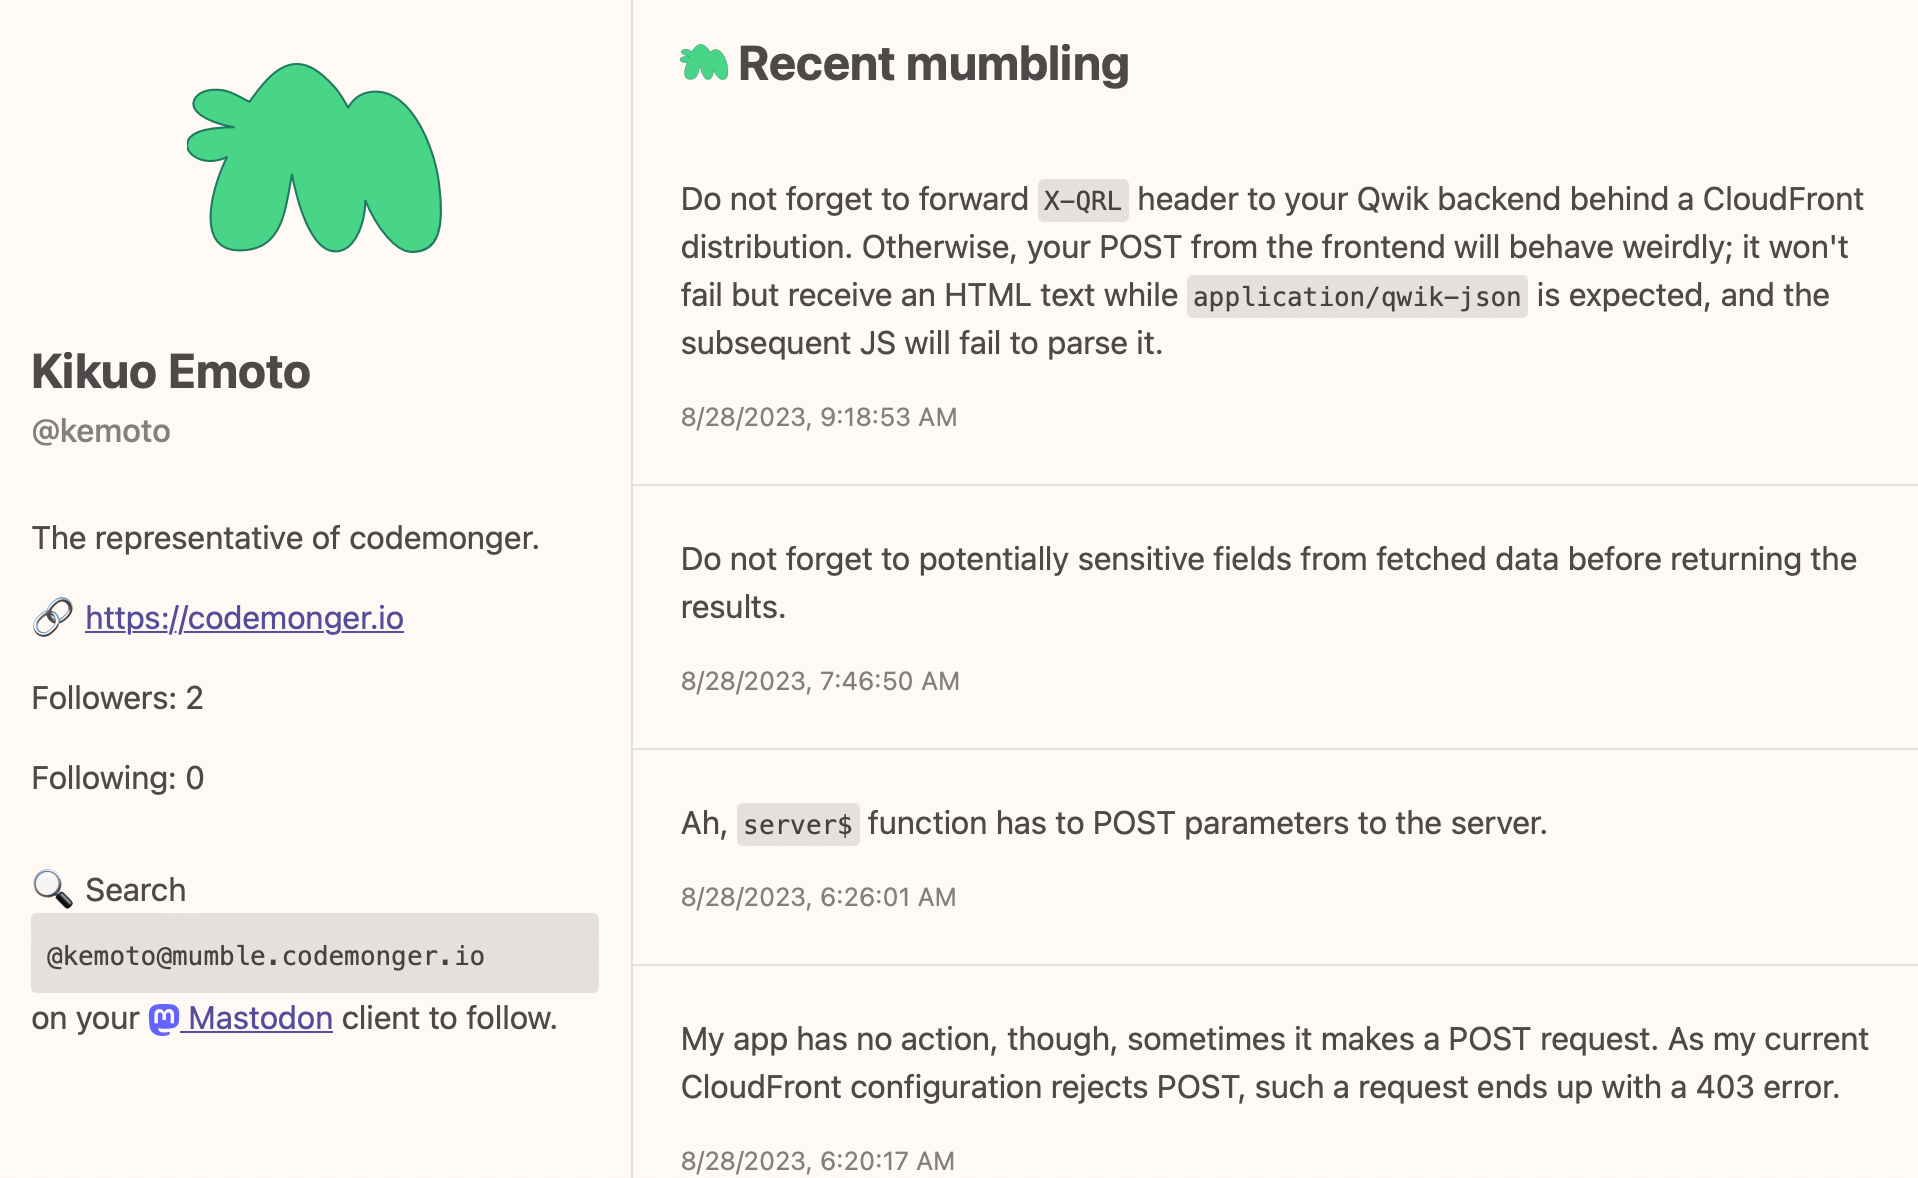 Kikuo Emoto
@kemoto
The representative of codemonger.
https://codemonger.io
Followers: 2
Following: 0
Search
@kemoto@mumble.codemonger.io
on your Mastodon client to follow.
Recent mumbling
Do not forget to forward X-QRL header to your Qwik backend behind a CloudFront
distribution. Otherwise, your POST from the frontend will behave weirdly; it won't
fail but receive an HTML text while application/qwik-json is expected, and the
subsequent JS will fail to parse it.
8/28/2023, 9:18:53 AM
Do not forget to potentially sensitive fields from fetched data before returning the
results.
8/28/2023, 7:46:50 AM
Ah, server$ function has to POST parameters to the server.
8/28/2023, 6:26:01 AM
My app has no action, though, sometimes it makes a POST request. As my current
CloudFront configuration rejects POST, such a request ends up with a 403 error.
8/28/2023, 6:20:17 AM